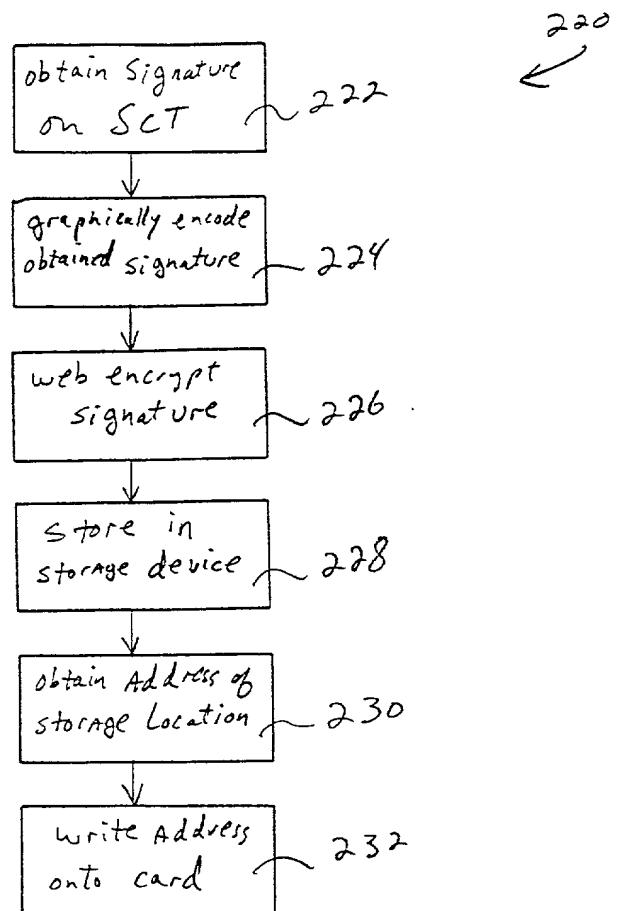 220
obtain Signature
on SCT
222
graphically encode
obtained signature
224
web encrypt
signature
226
store in
storage device
228
obtain Address of
storage Location
230
write Address
onto card
232